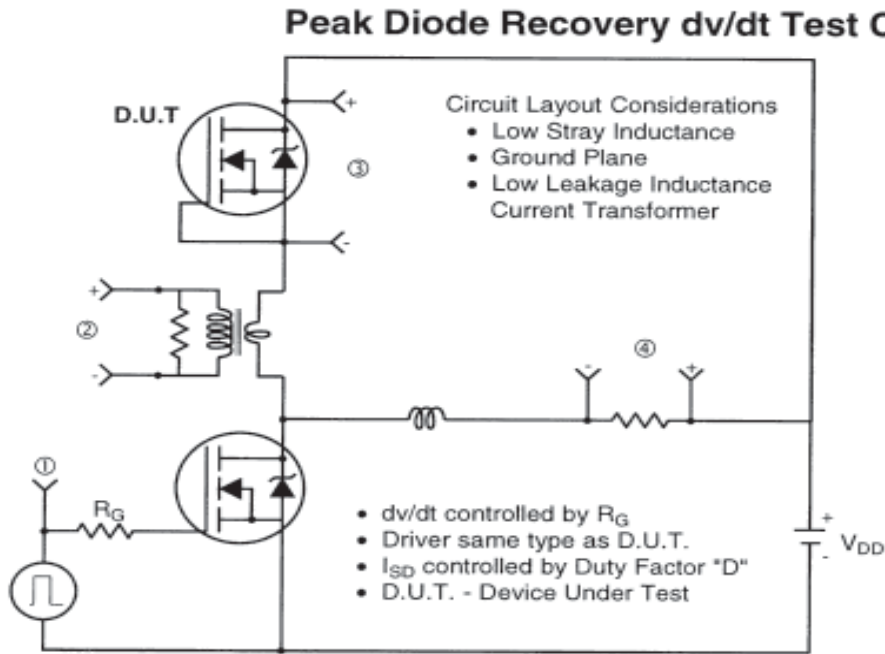 Peak Diode Recovery dv/dt Test C
D.U.T
+
Circuit Layout Considerations
• Low Stray Inductance
• Ground Plane
• Low Leakage Inductance
Current Transformer
③
-
+
②
-
④
-
+
①
RG
• dv/dt controlled by RG
• Driver same type as D.U.T.
• ISD controlled by Duty Factor "D"
• D.U.T. - Device Under Test
+
VDD
-